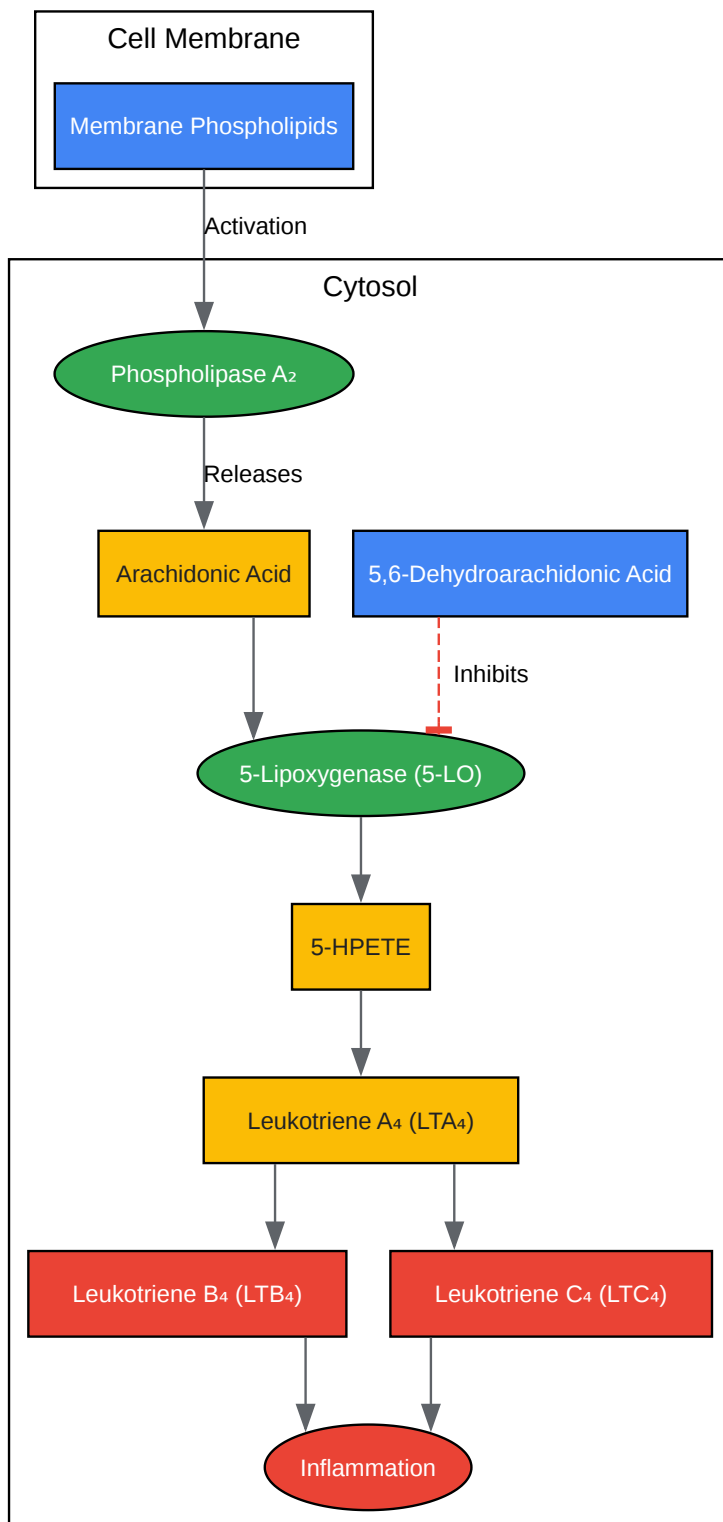 Cell Membrane
Membrane Phospholipids
Activation
Cytosol
Phospholipase A₂
Releases
Arachidonic Acid
5,6-Dehydroarachidonic Acid
Inhibits
5-Lipoxygenase (5-LO)
5-HPETE
Leukotriene A₄ (LTA₄)
Leukotriene B₄ (LTB₄)
Leukotriene C₄ (LTC₄)
Inflammation